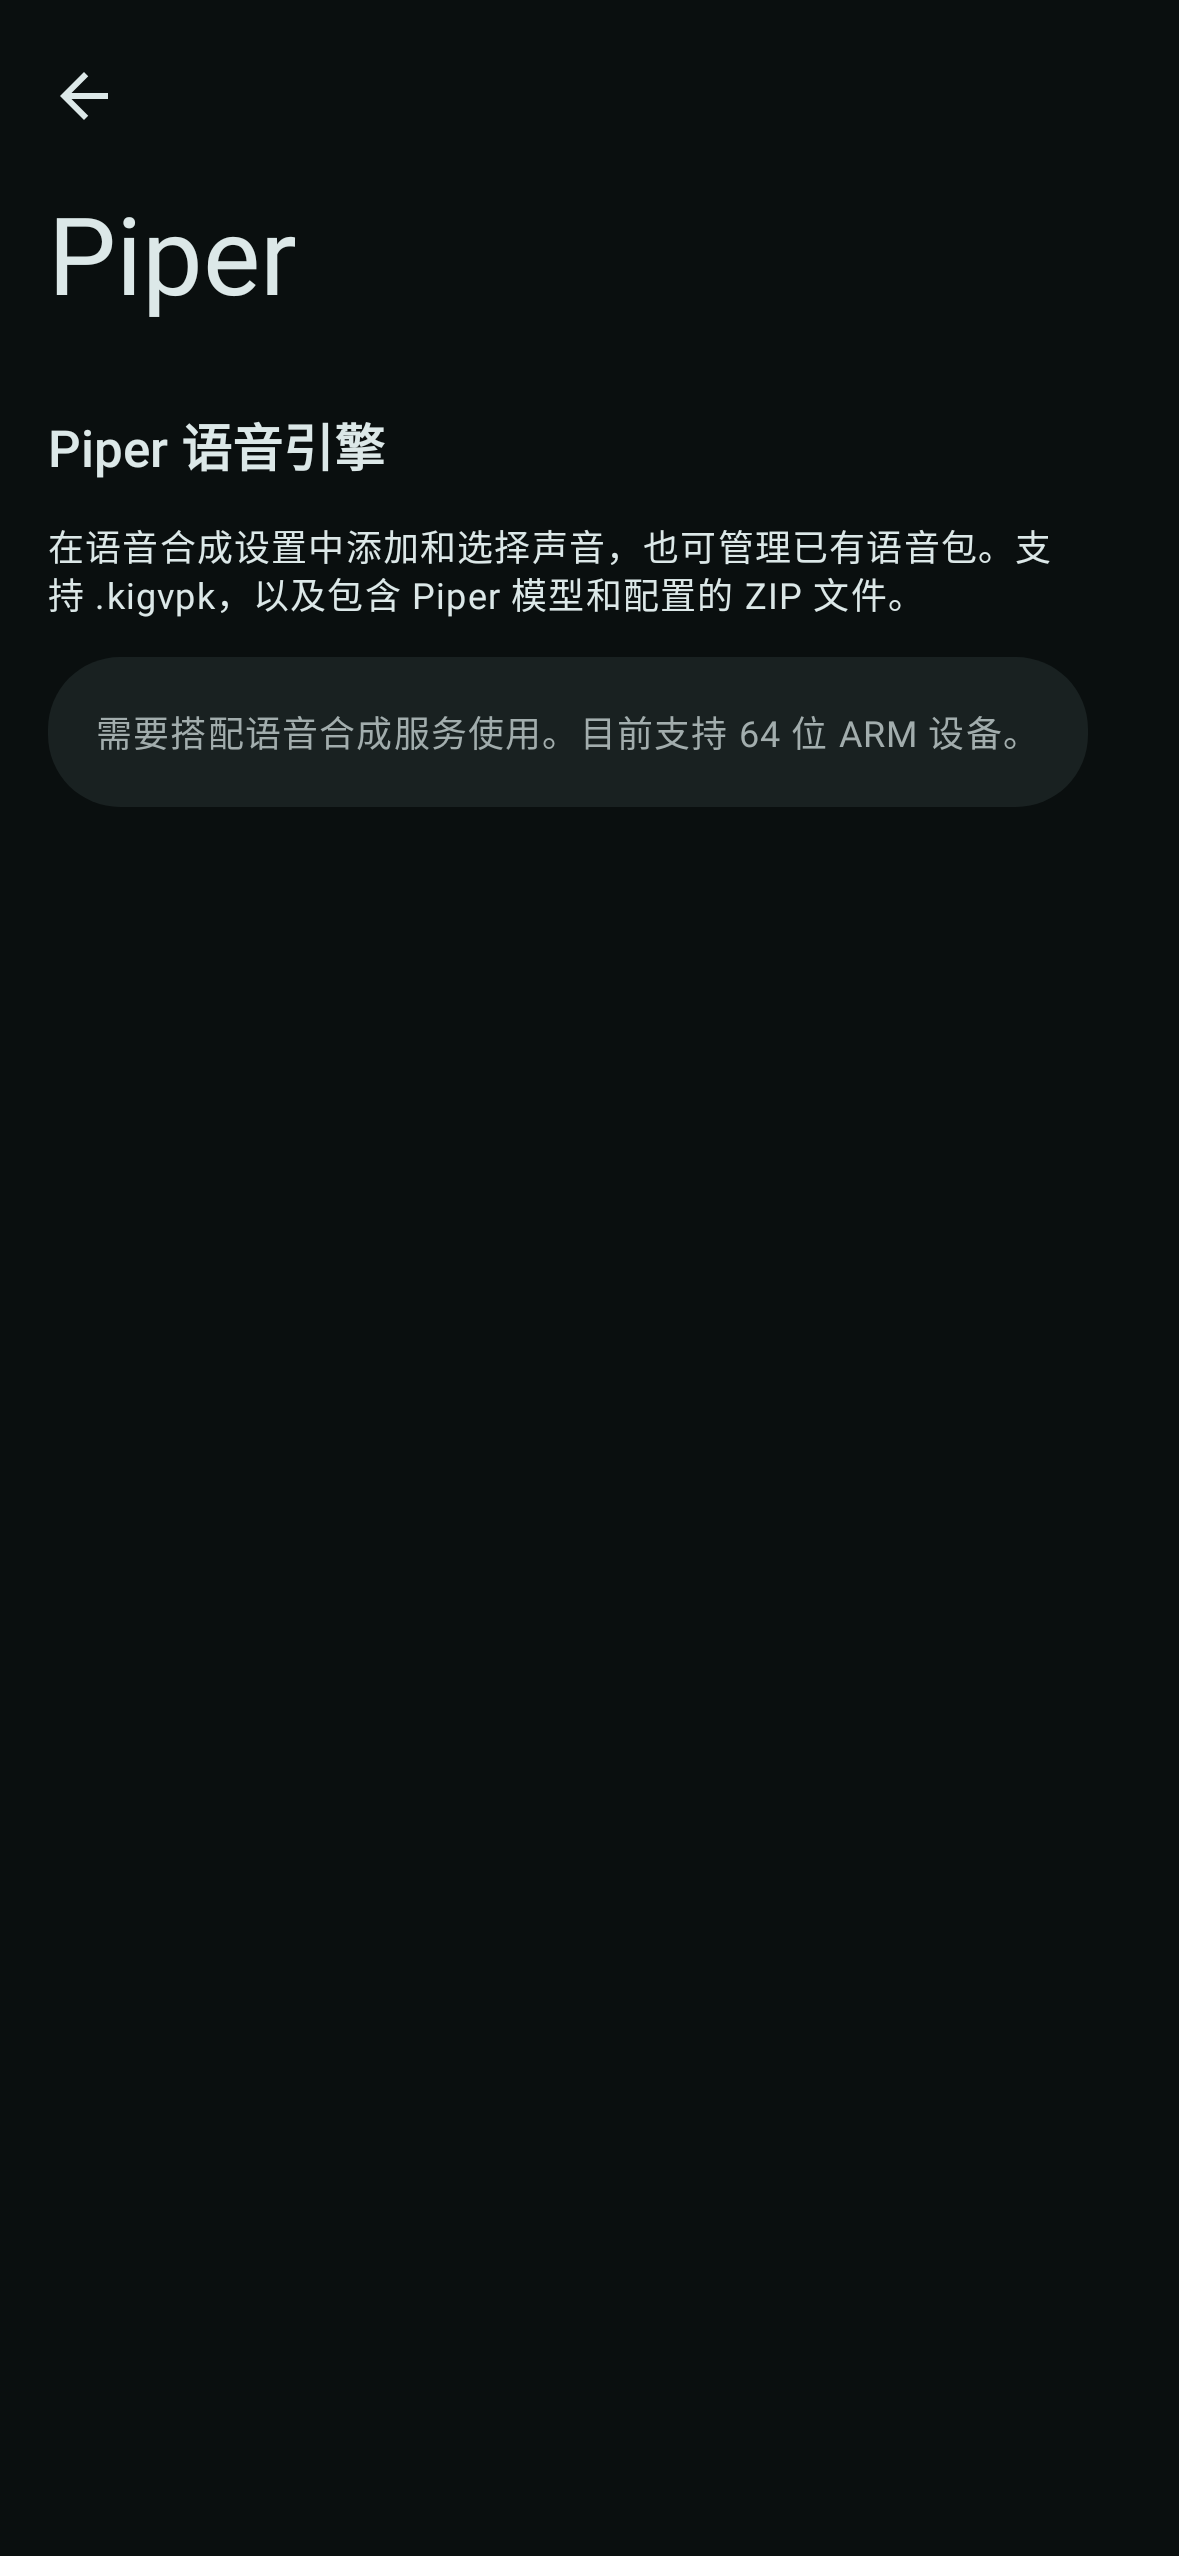 Piper
Piper 语音引擎
在语音合成设置中添加和选择声音，也可管理已有语音包。支
持 .kigvpk，以及包含 Piper 模型和配置的 ZIP 文件。
需要搭配语音合成服务使用。目前支持 64 位 ARM 设备。